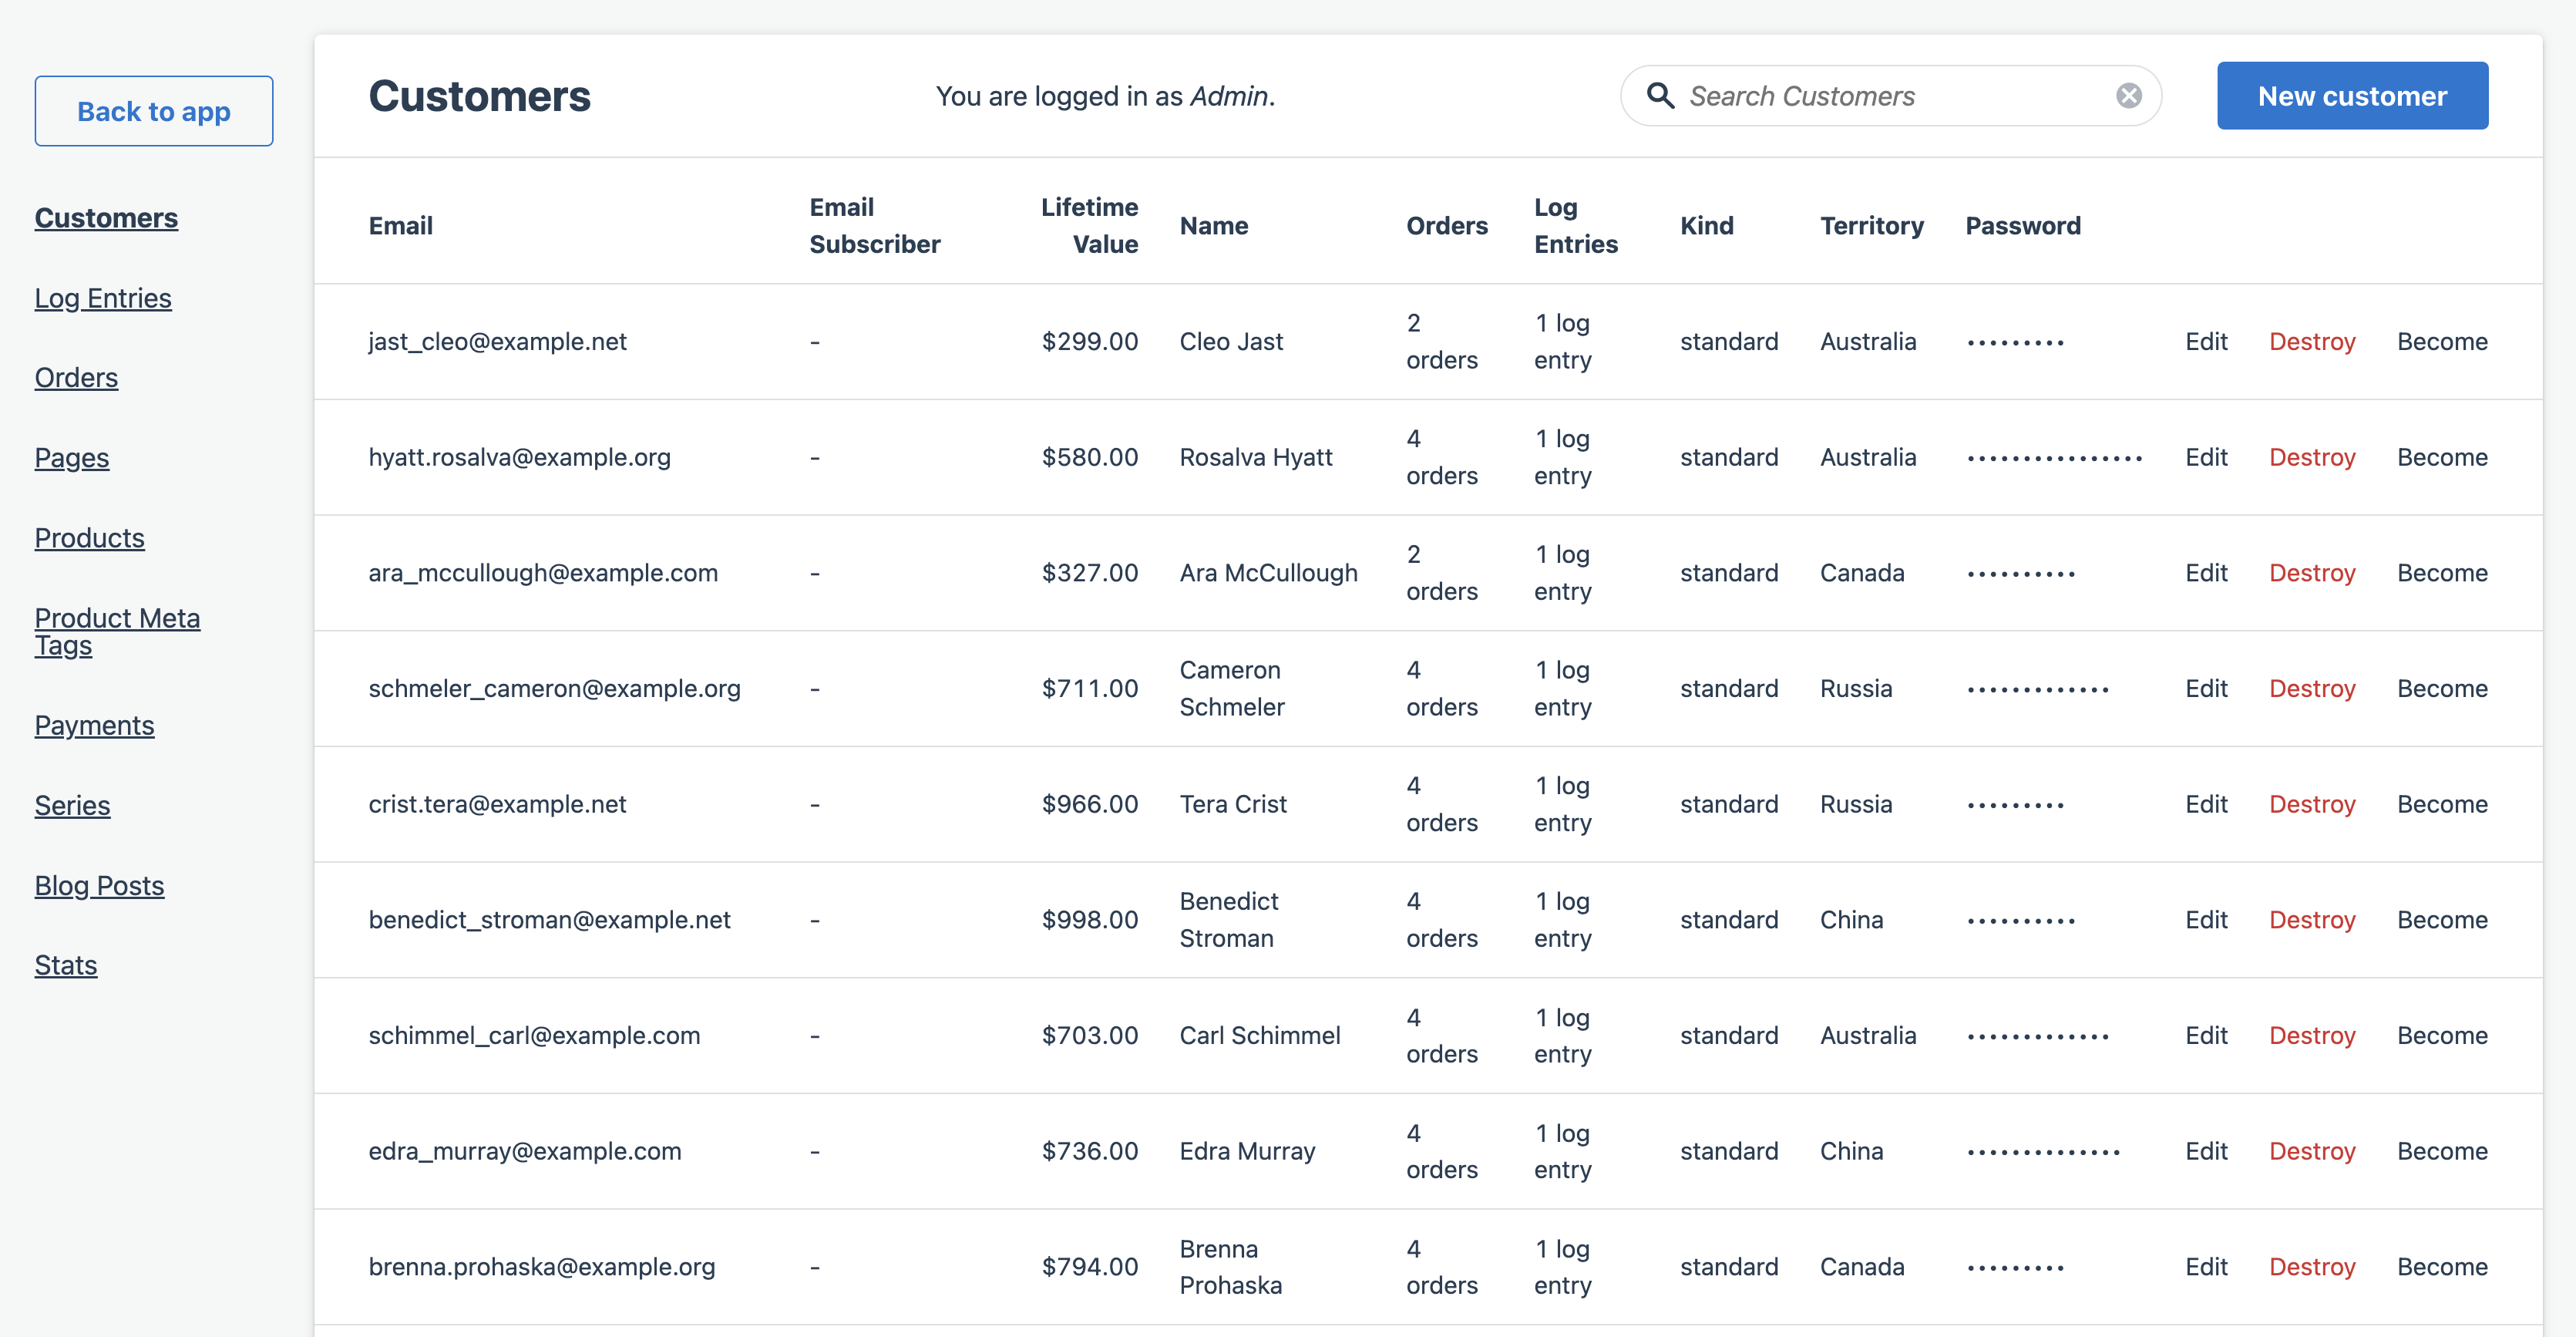 Back to app
Customers
Log Entries
Orders
Pages
Products
Product Meta
Tags
Payments
Series
Blog Posts
Stats
Customers
You are logged in as Admin.
Search Customers
New customer
Email Email Subscriber Lifetime Value Name Orders Log Entries Kind Territory Password
jast_cleo@example.net - $299.00 Cleo Jast 2 orders 1 log entry standard Australia ••••••••• Edit Destroy Become
hyatt.rosalva@example.org - $580.00 Rosalva Hyatt 4 orders 1 log entry standard Australia •••••••••••••••• Edit Destroy Become
ara_mccullough@example.com - $327.00 Ara McCullough 2 orders 1 log entry standard Canada •••••••••• Edit Destroy Become
schmeler_cameron@example.org - $711.00 Cameron Schmeler 4 orders 1 log entry standard Russia ••••••••••••• Edit Destroy Become
crist.tera@example.net - $966.00 Tera Crist 4 orders 1 log entry standard Russia ••••••••• Edit Destroy Become
benedict_stroman@example.net - $998.00 Benedict Stroman 4 orders 1 log entry standard China •••••••••• Edit Destroy Become
schimmel_carl@example.com - $703.00 Carl Schimmel 4 orders 1 log entry standard Australia ••••••••••••• Edit Destroy Become
edra_murray@example.com - $736.00 Edra Murray 4 orders 1 log entry standard China •••••••••••••• Edit Destroy Become
brenna.prohaska@example.org - $794.00 Brenna Prohaska 4 orders 1 log entry standard Canada ••••••••• Edit Destroy Become